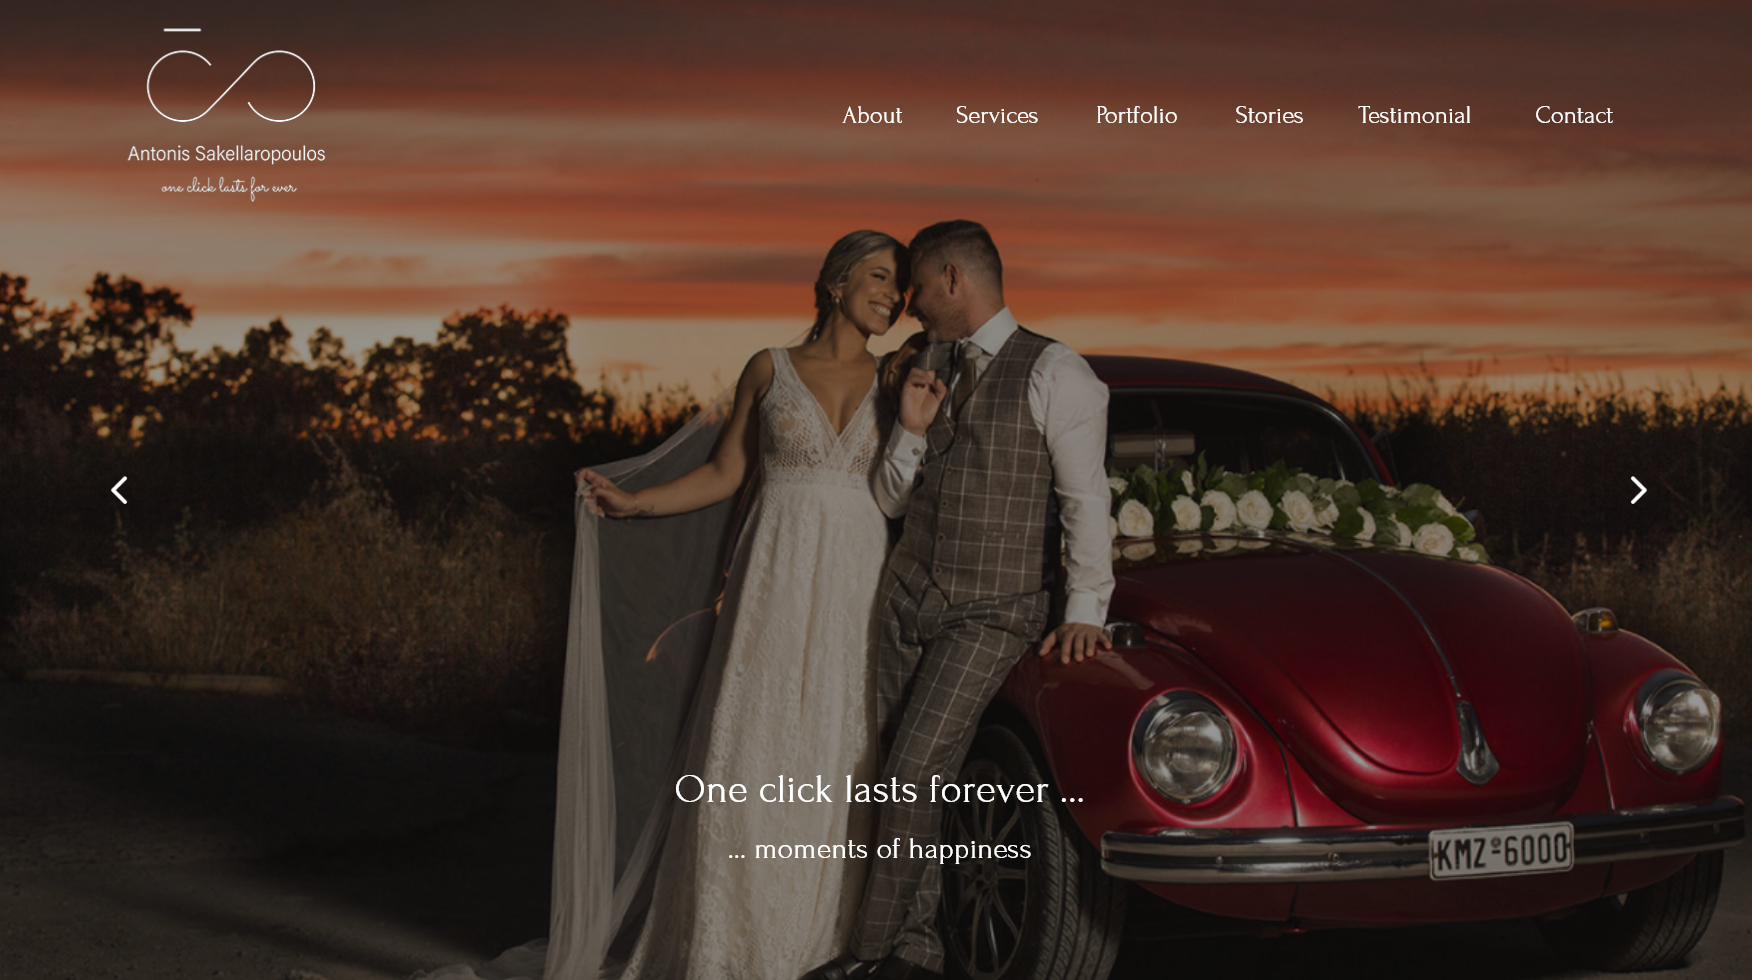 About Services Portfolio Stories Testimonial Contact
Antonis Sakellaropoulos
one click lasts for ever
One click lasts forever ...
... moments of happiness
KMZ-6000